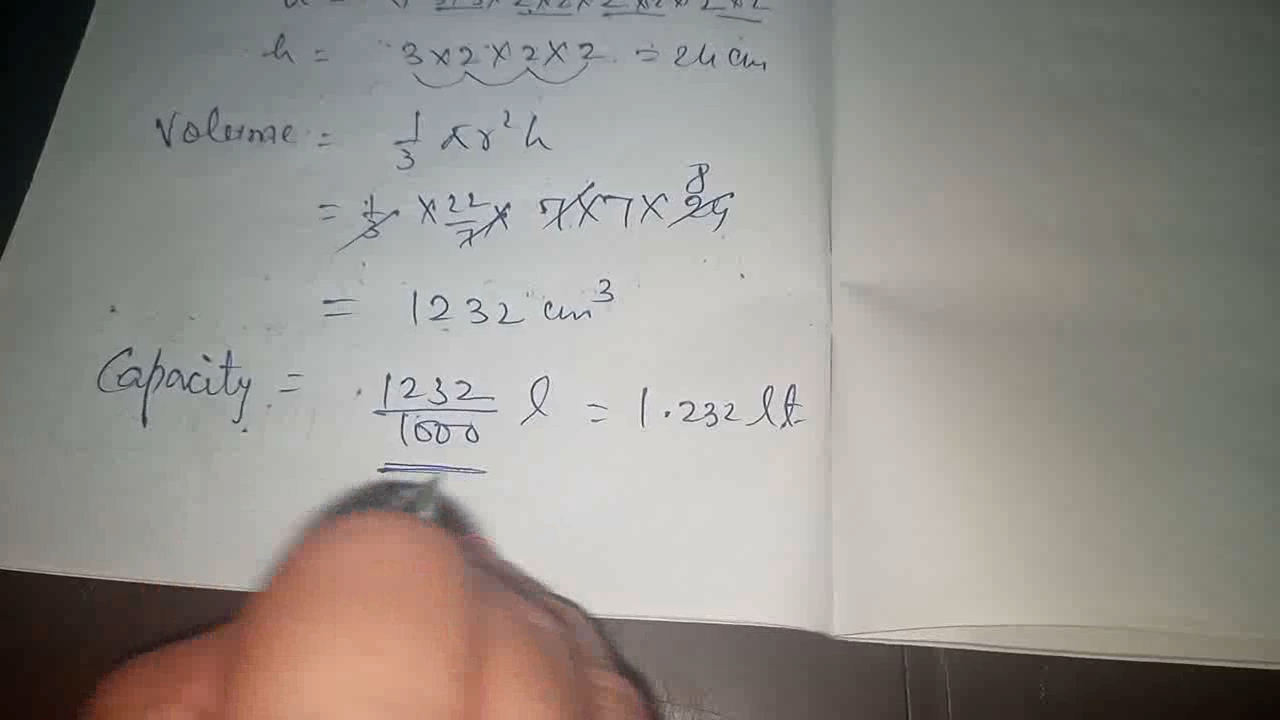 h = 3 × 2 × 2 × 2 = 24 cm
Volume = 1/3 πr²h
= 1/3 × 22/7 × 7 × 7 × 24 8
= 1232 cm³
Capacity = 1232/1000 l = 1.232 lt